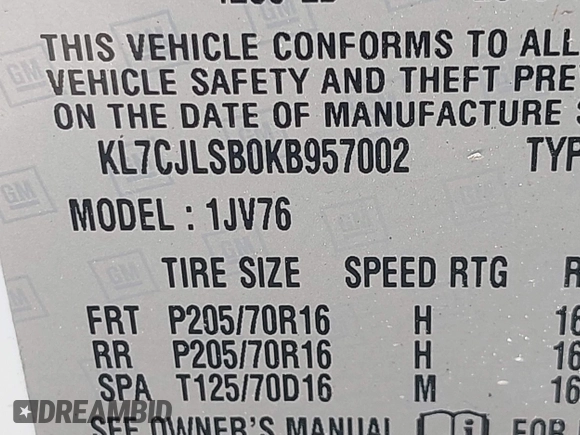 THIS VEHICLE CONFORMS TO ALL
VEHICLE SAFETY AND THEFT PRE
ON THE DATE OF MANUFACTURE
KL7CJLSB0KB957002 TYP
MODEL : 1JV76
TIRE SIZE SPEED RTG R
FRT P205/70R16 H 16
RR P205/70R16 H 16
SPA T125/70D16 M 16
SEE OWNER'S MANUAL FOR
GM
DREAMBID